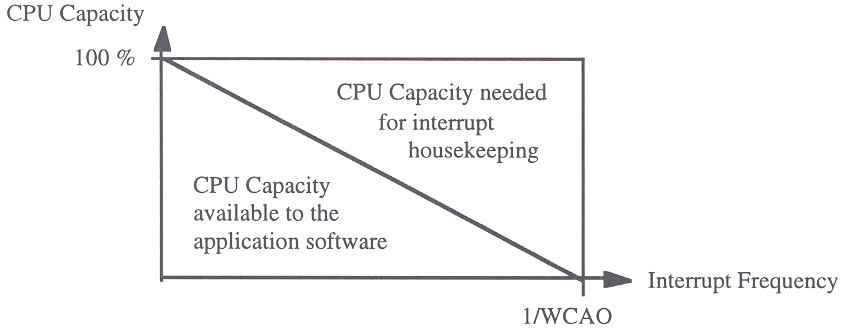 CPU Capacity
100 %
CPU Capacity needed
for interrupt
housekeeping
CPU Capacity
available to the
application software
Interrupt Frequency
1/WCAO